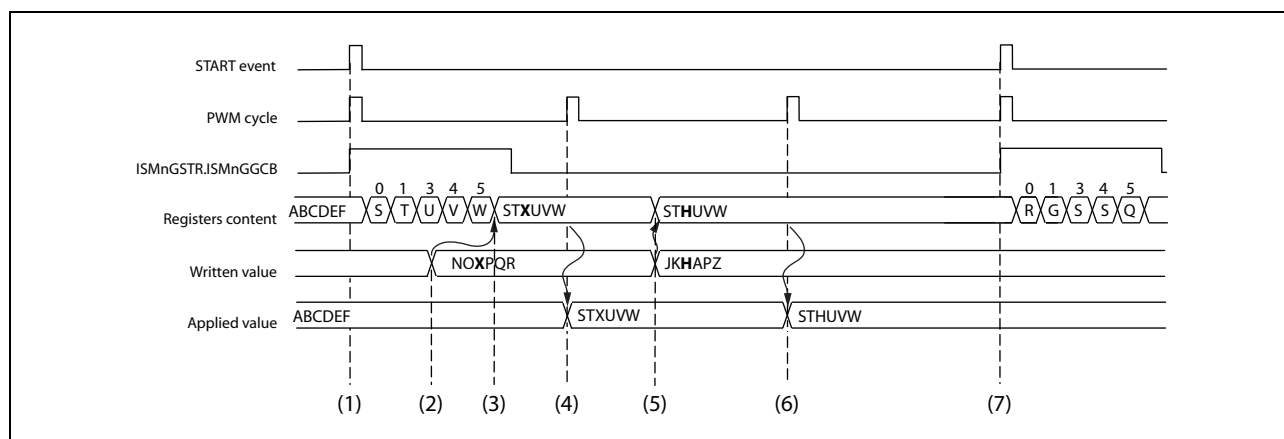 START event
PWM cycle
ISMnGSTR.ISMnGGCB
0 1 3 4 5 0 1 3 4 5
Registers content ABCDEF S T U V W STXUVW STHUVW R G S S Q
Written value NOXPQR JKHAPZ
Applied value ABCDEF STXUVW STHUVW
(1) (2) (3) (4) (5) (6) (7)